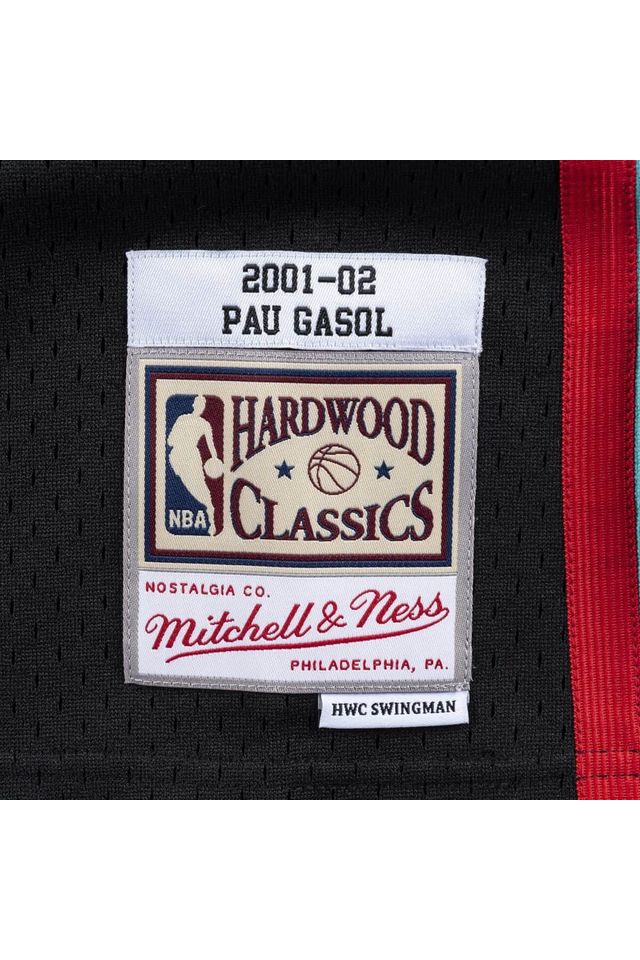 2001-02
PAU GASOL
HARDWOOD
NBA
CLASSICS
NOSTALGIA CO.
Mitchell & Ness
PHILADELPHIA, PA.
HWC SWINGMAN